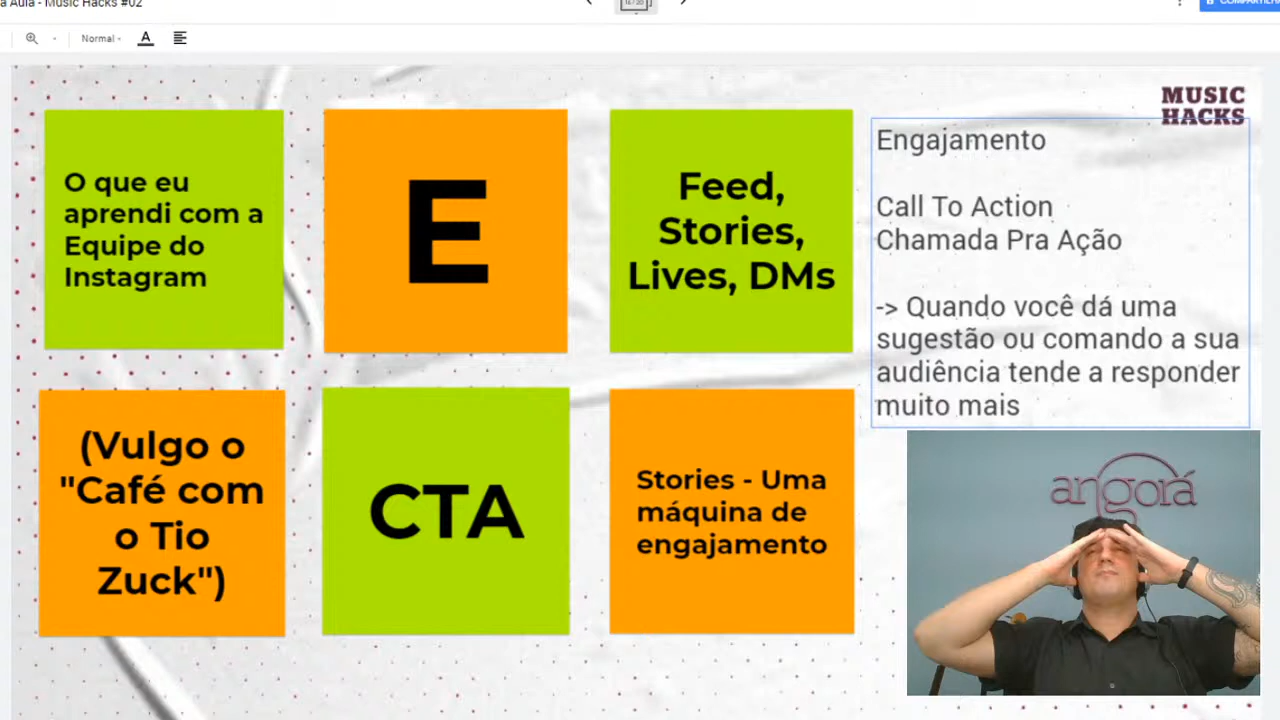 a Aula - Music Hacks #02
Normal
A
MUSIC
HACKS
O que eu
aprendi com a
Equipe do
Instagram
E
Feed,
Stories,
Lives, DMs
Engajamento
Call To Action
Chamada Pra Ação
-> Quando você dá uma
sugestão ou comando a sua
audiência tende a responder
muito mais
(Vulgo o
"Café com
o Tio
Zuck")
CTA
Stories - Uma
máquina de
engajamento
angorá